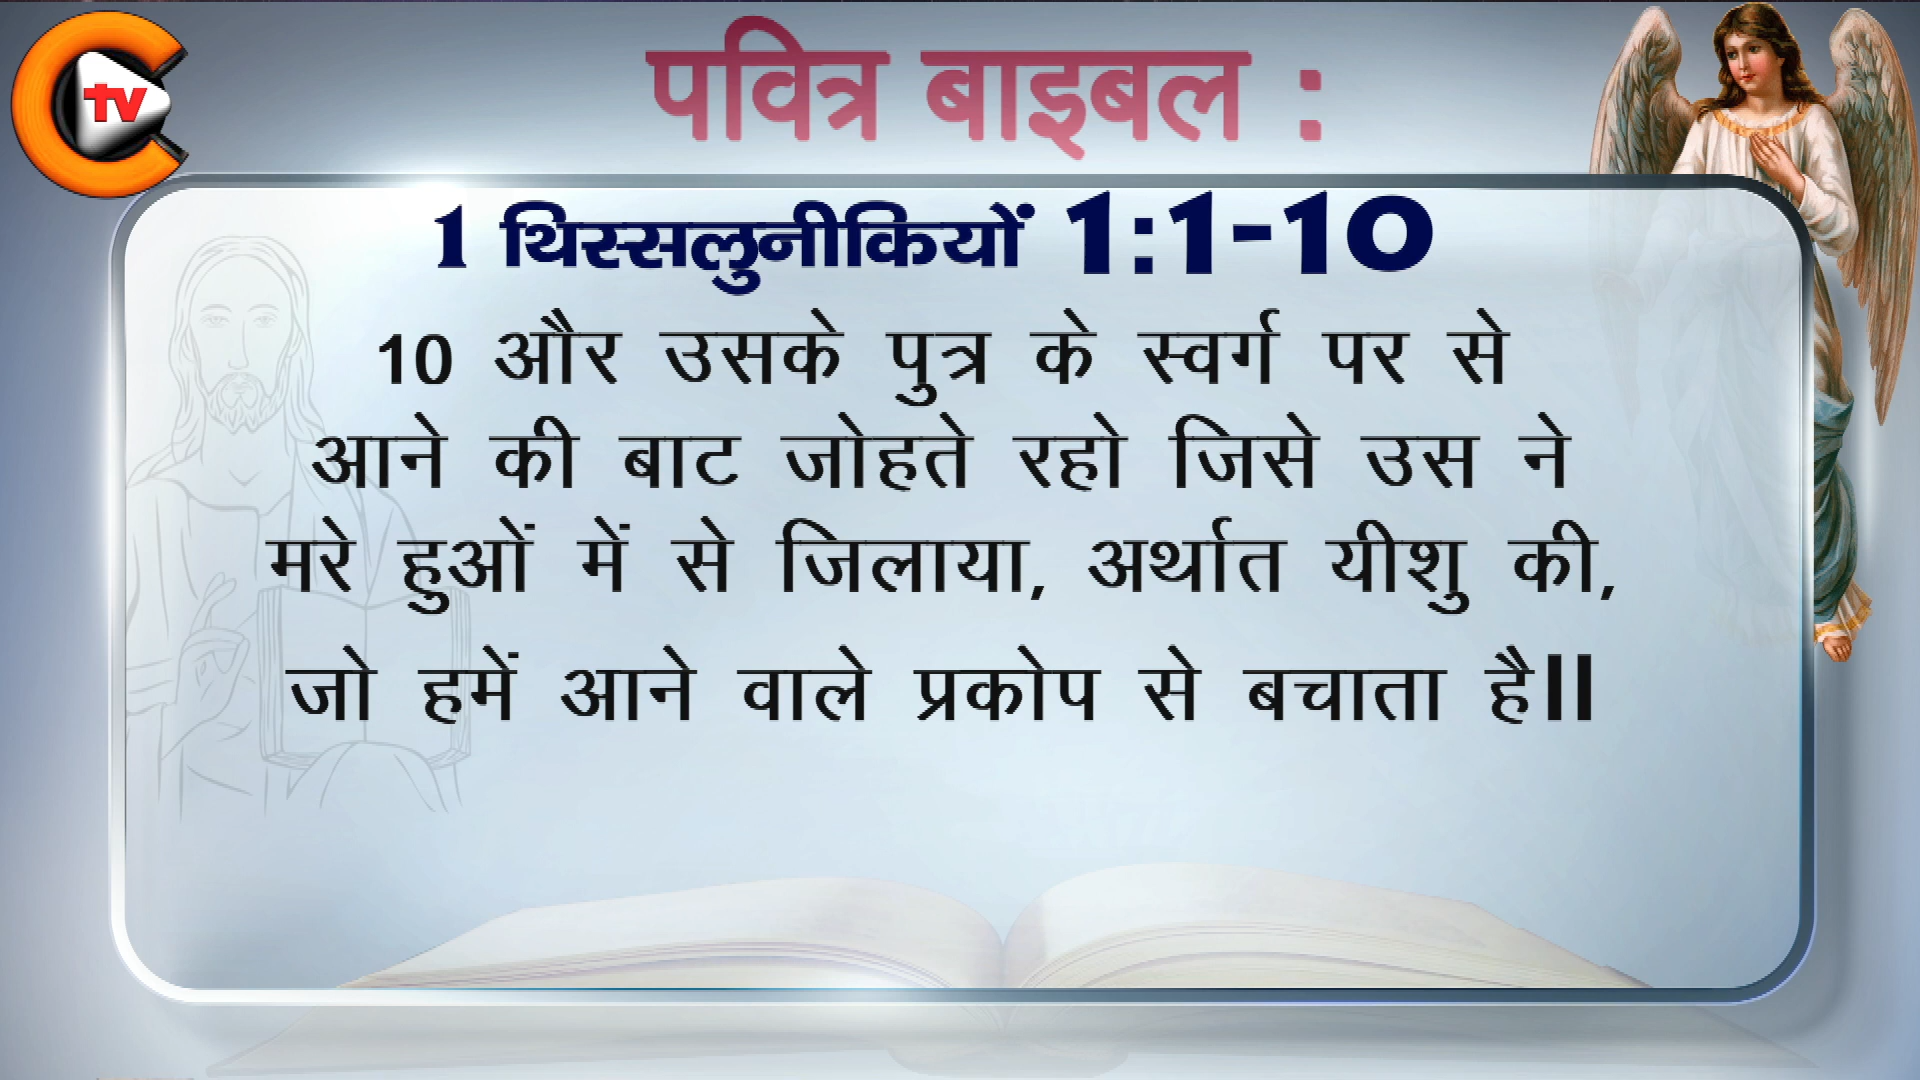 tv
पवित्र बाइबल :
1 थिस्सलुनीकियों 1:1-10
10 और उसके पुत्र के स्वर्ग पर से
आने की बाट जोहते रहो जिसे उस ने
मरे हुओं में से जिलाया, अर्थात यीशु की,
जो हमें आने वाले प्रकोप से बचाता है॥